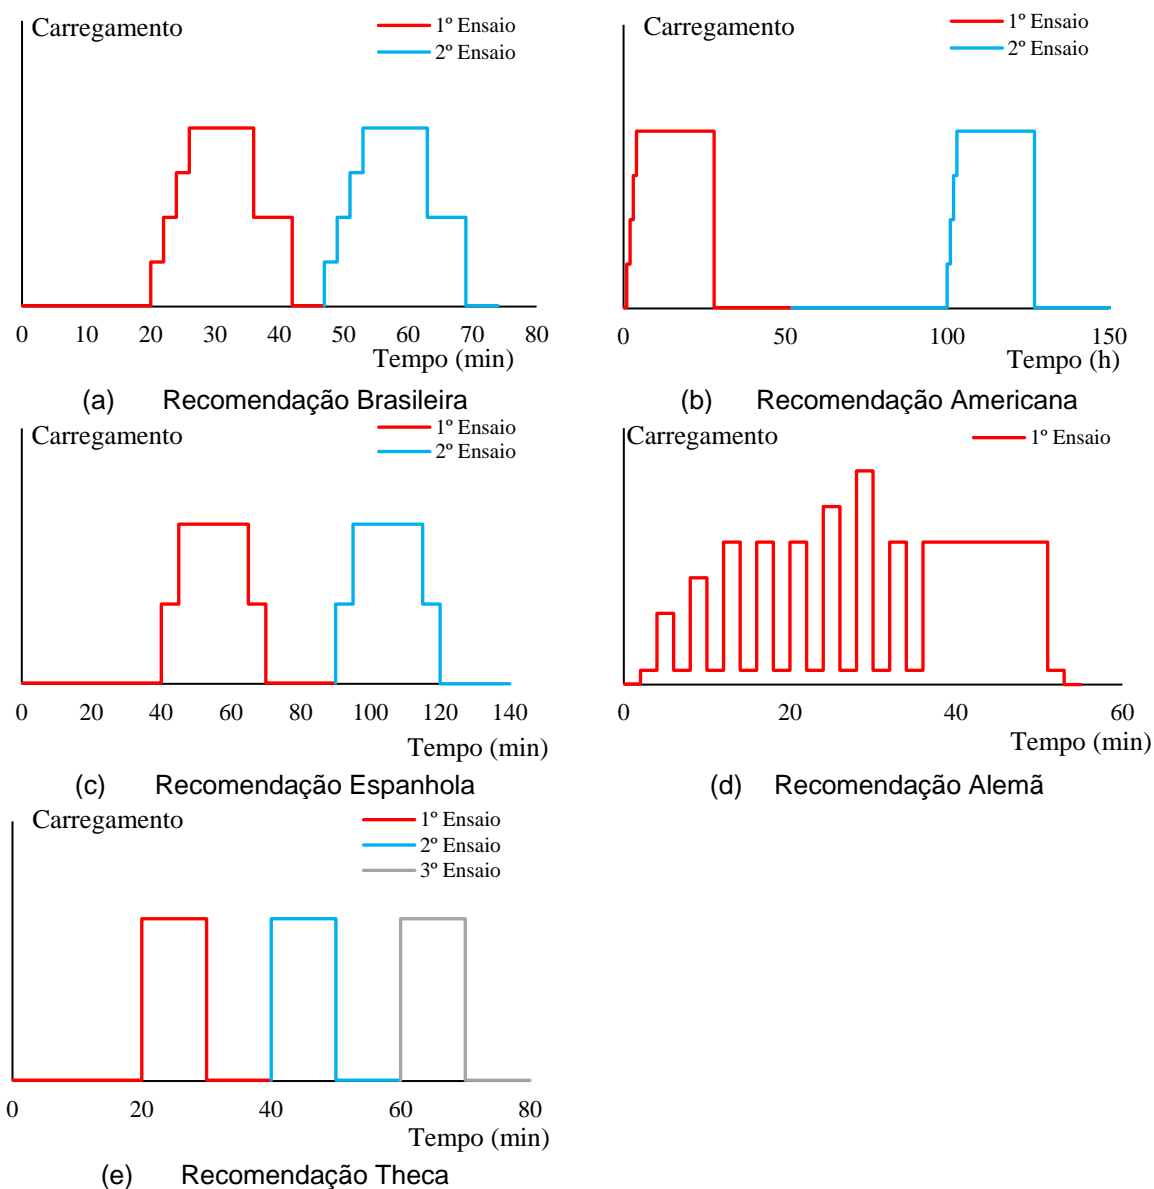 Carregamento
1º Ensaio
2º Ensaio
0 10 20 30 40 50 60 70 80
Tempo (min)
(a) Recomendação Brasileira
Carregamento
1º Ensaio
2º Ensaio
0 50 100 150
Tempo (h)
(b) Recomendação Americana
Carregamento
1º Ensaio
2º Ensaio
0 20 40 60 80 100 120 140
Tempo (min)
(c) Recomendação Espanhola
Carregamento
1º Ensaio
0 20 40 60
Tempo (min)
(d) Recomendação Alemã
Carregamento
1º Ensaio
2º Ensaio
3º Ensaio
0 20 40 60 80
Tempo (min)
(e) Recomendação Theca